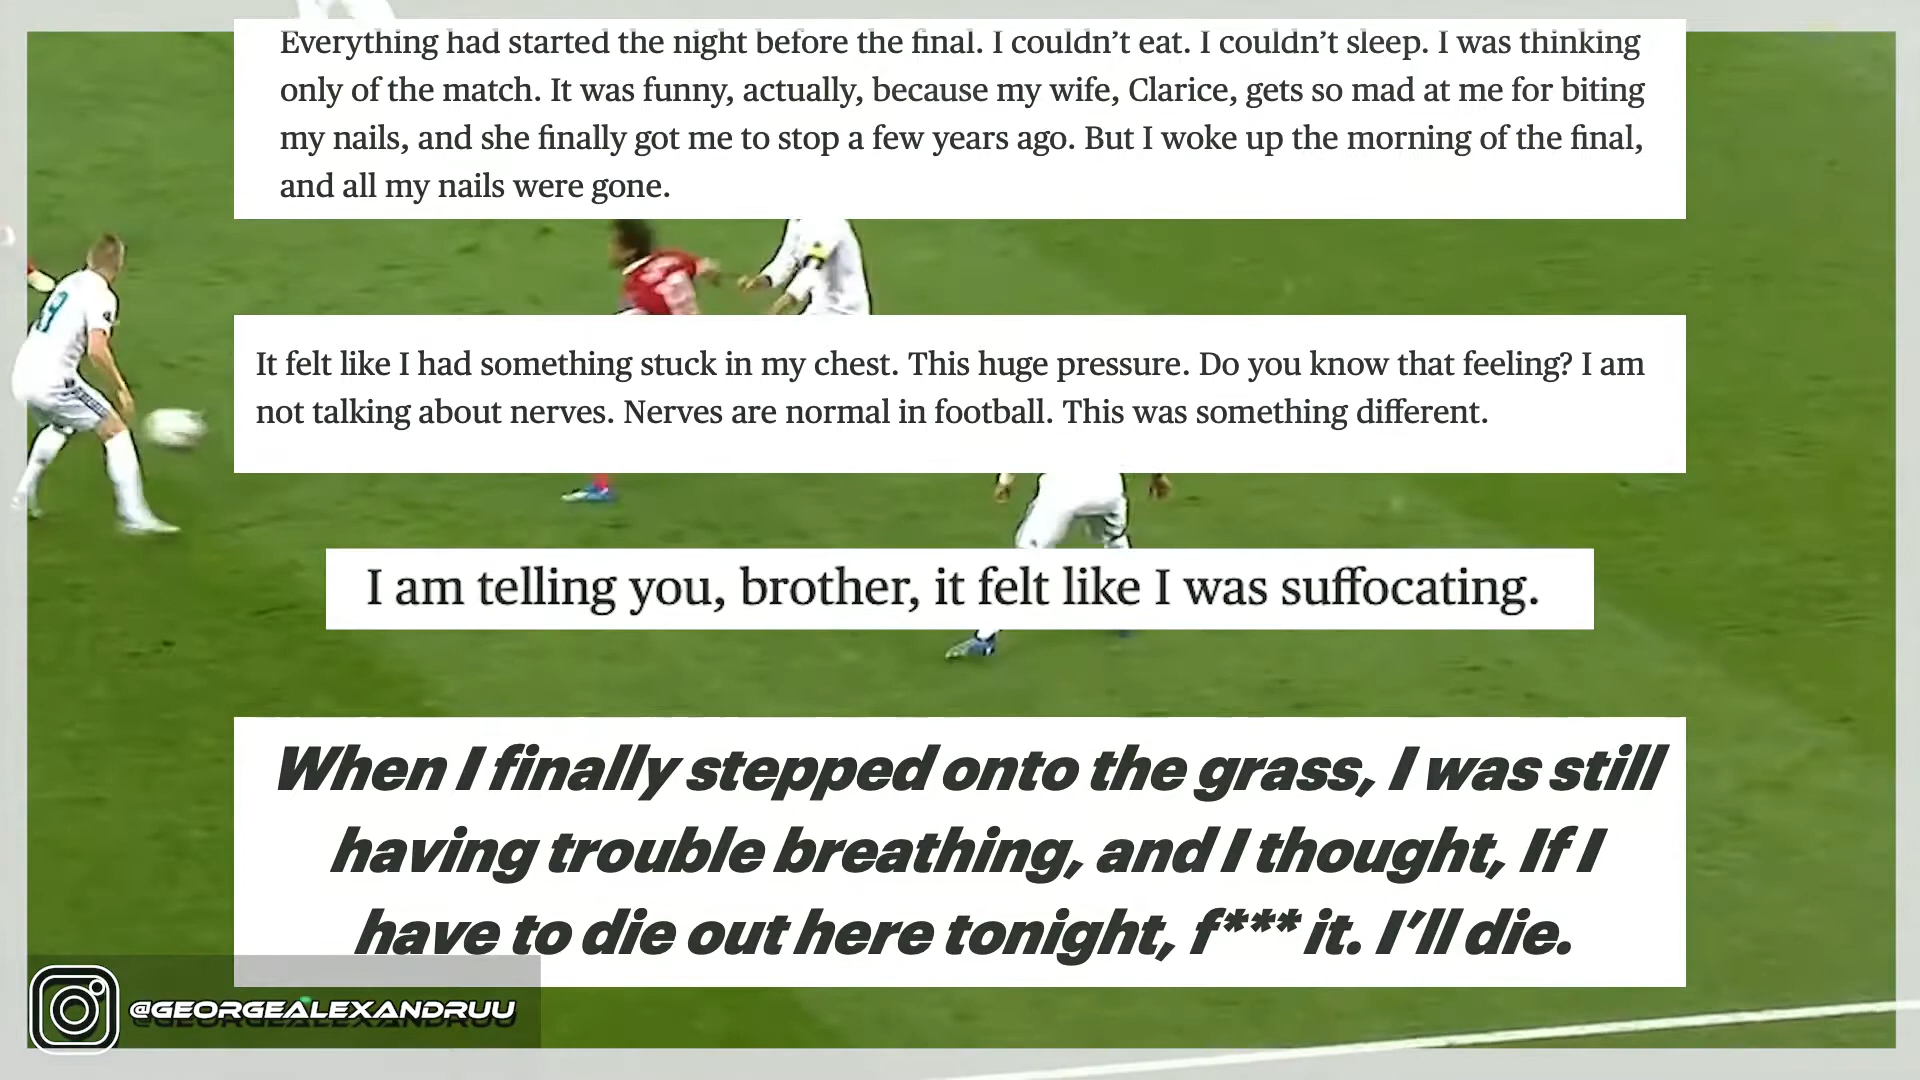 Everything had started the night before the final. I couldn’t eat. I couldn’t sleep. I was thinking
only of the match. It was funny, actually, because my wife, Clarice, gets so mad at me for biting
my nails, and she finally got me to stop a few years ago. But I woke up the morning of the final,
and all my nails were gone.
It felt like I had something stuck in my chest. This huge pressure. Do you know that feeling? I am
not talking about nerves. Nerves are normal in football. This was something different.
I am telling you, brother, it felt like I was suffocating.
When I finally stepped onto the grass, I was still
having trouble breathing, and I thought, If I
have to die out here tonight, f*** it. I’ll die.
@GEORGEALEXANDRUU